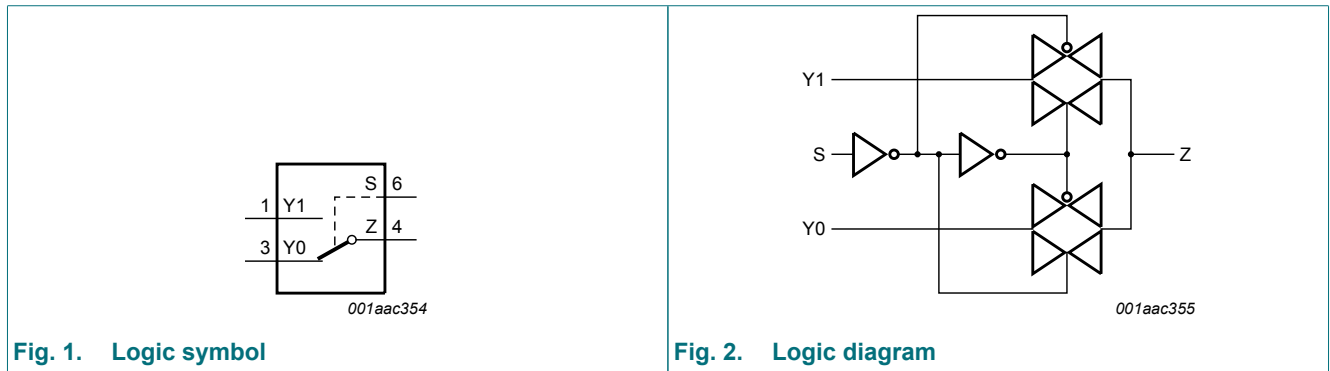 S 6
1 Y1
Z 4
3 Y0
001aac354
Fig. 1. Logic symbol
Y1
S
Z
Y0
001aac355
Fig. 2. Logic diagram